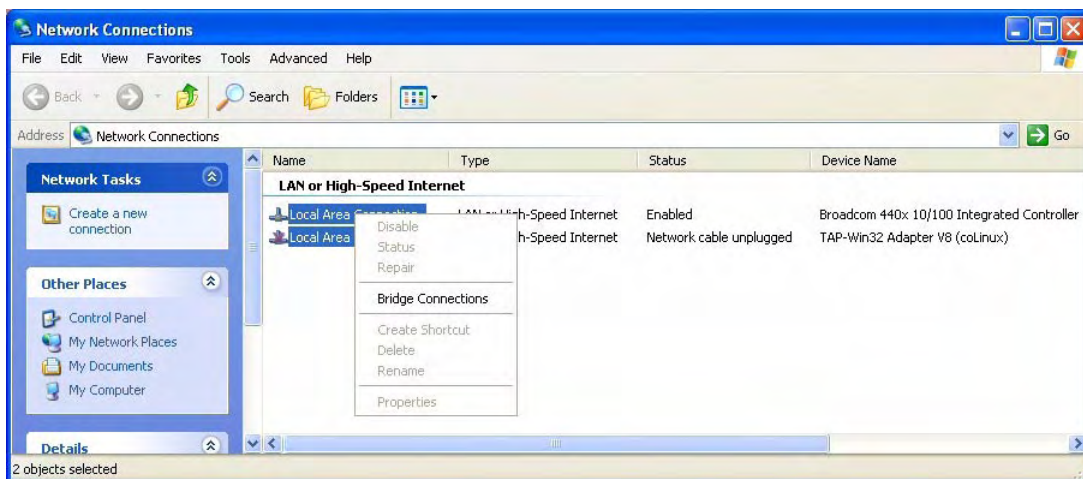 Network Connections
File Edit View Favorites Tools Advanced Help
Back Search Folders
Address Network Connections Go
Name Type Status Device Name
Network Tasks
LAN or High-Speed Internet
Create a new
connection
Local Area Enabled Broadcom 440x 10/100 Integrated Controller
Local Area h-Speed Internet Network cable unplugged TAP-Win32 Adapter V8 (coLinux)
Disable
Status
Repair
Bridge Connections
Create Shortcut
Delete
Rename
Properties
Other Places
Control Panel
My Network Places
My Documents
My Computer
Details
2 objects selected